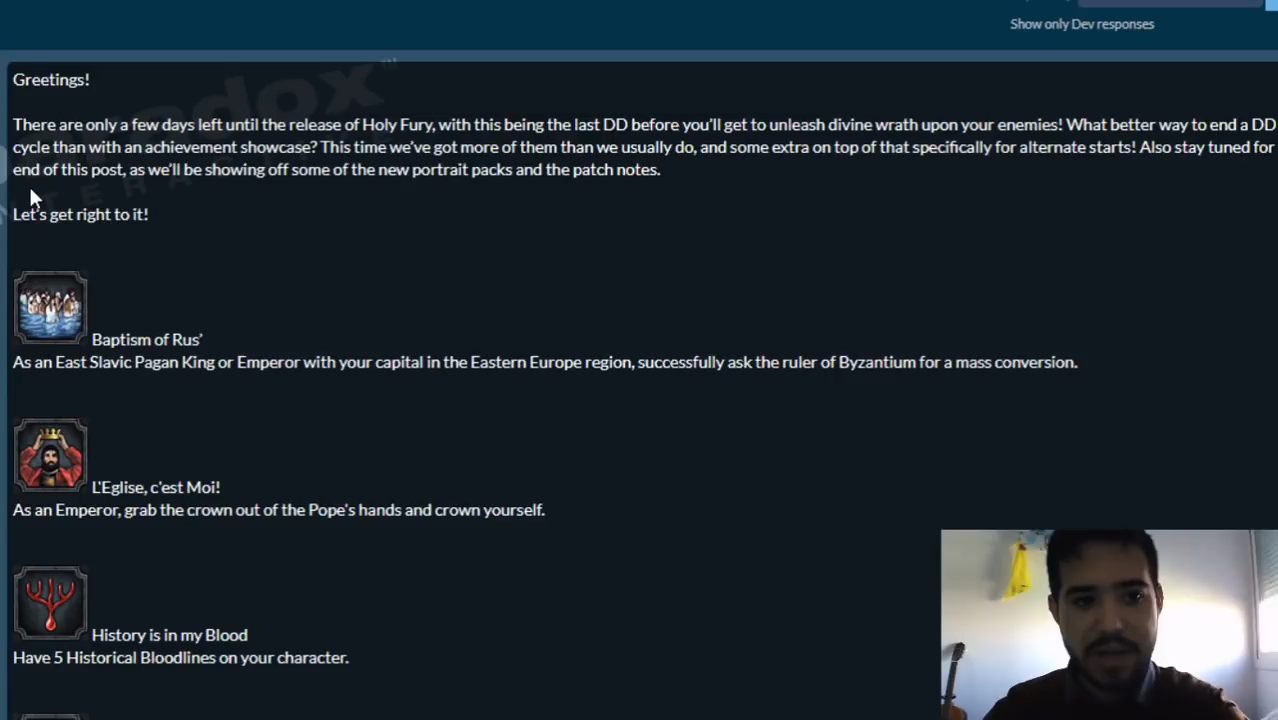 Show only Dev responses
Paradox
INTERACTIVE
Greetings!
There are only a few days left until the release of Holy Fury, with this being the last DD before you'll get to unleash divine wrath upon your enemies! What better way to end a DD
cycle than with an achievement showcase? This time we've got more of them than we usually do, and some extra on top of that specifically for alternate starts! Also stay tuned for
end of this post, as we'll be showing off some of the new portrait packs and the patch notes.
Let's get right to it!
Baptism of Rus'
As an East Slavic Pagan King or Emperor with your capital in the Eastern Europe region, successfully ask the ruler of Byzantium for a mass conversion.
L'Eglise, c'est Moi!
As an Emperor, grab the crown out of the Pope's hands and crown yourself.
History is in my Blood
Have 5 Historical Bloodlines on your character.